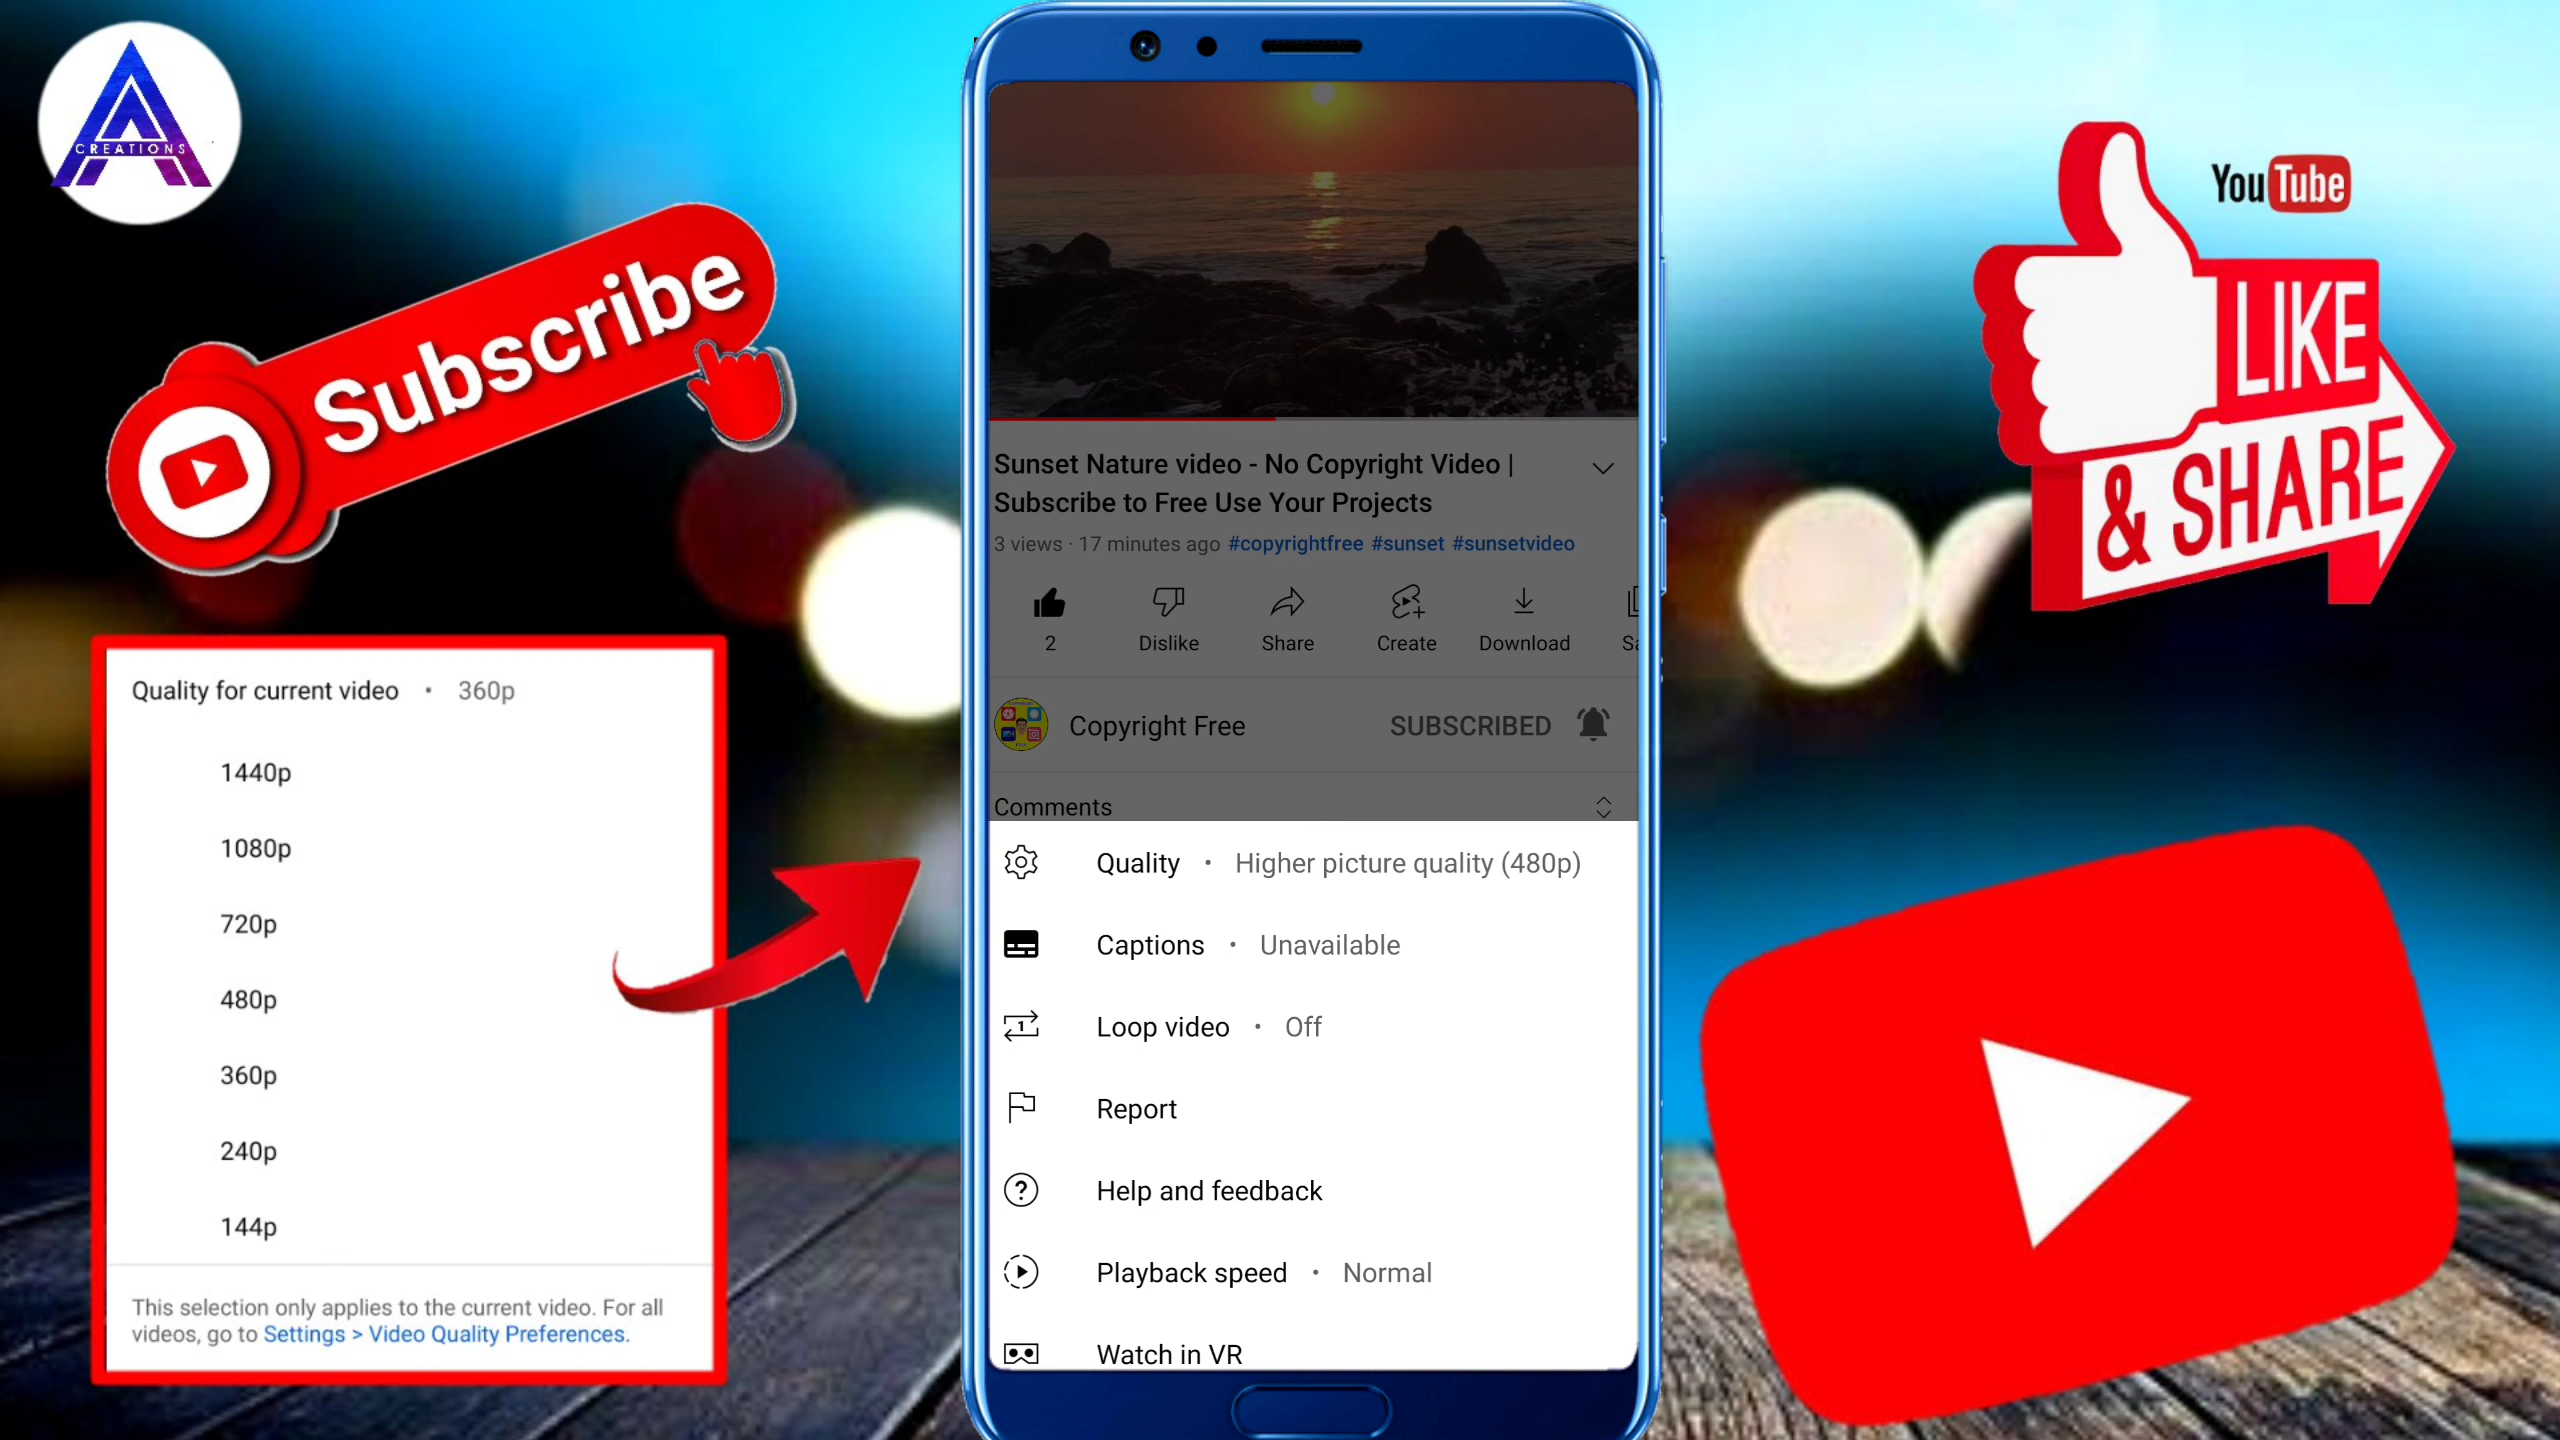 CREATIONS
Subscribe
Quality for current video • 360p
1440p
1080p
720p
480p
360p
240p
144p
This selection only applies to the current video. For all
videos, go to Settings > Video Quality Preferences.
Sunset Nature video - No Copyright Video |
Subscribe to Free Use Your Projects
3 views · 17 minutes ago #copyrightfree #sunset #sunsetvideo
2 Dislike Share Create Download
Copyright Free SUBSCRIBED
Comments
Quality • Higher picture quality (480p)
Captions • Unavailable
Loop video • Off
Report
Help and feedback
Playback speed • Normal
Watch in VR
YouTube
LIKE
& SHARE